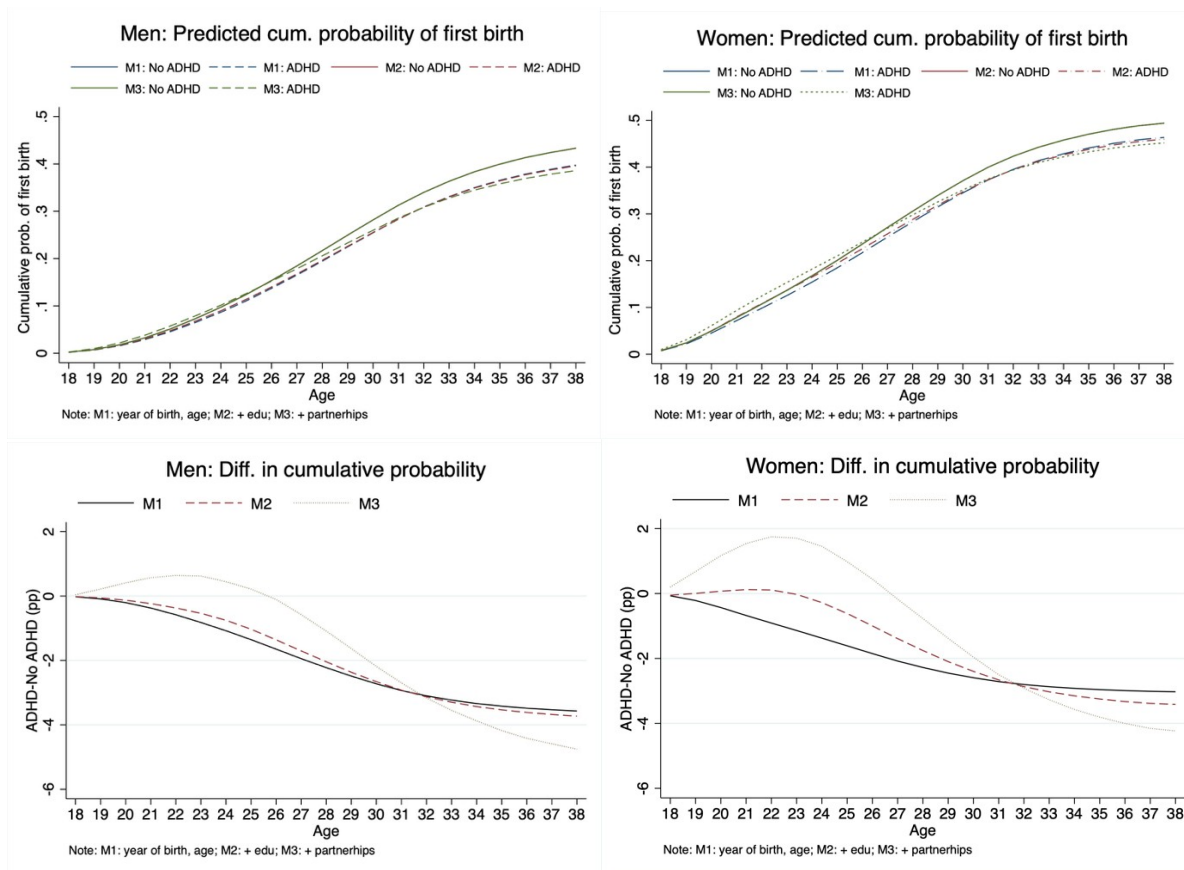 Men: Predicted cum. probability of first birth
M1: No ADHD M1: ADHD M2: No ADHD M2: ADHD
M3: No ADHD M3: ADHD
Cumulative prob. of first birth
.5
.4
.3
.2
.1
0
18 19 20 21 22 23 24 25 26 27 28 29 30 31 32 33 34 35 36 37 38
Age
Note: M1: year of birth, age; M2: + edu; M3: + partnerhips
Women: Predicted cum. probability of first birth
M1: No ADHD M1: ADHD M2: No ADHD M2: ADHD
M3: No ADHD M3: ADHD
Cumulative prob. of first birth
.5
.4
.3
.2
.1
0
18 19 20 21 22 23 24 25 26 27 28 29 30 31 32 33 34 35 36 37 38
Age
Note: M1: year of birth, age; M2: + edu; M3: + partnerhips
Men: Diff. in cumulative probability
M1 M2 M3
ADHD-No ADHD (pp)
2
0
-2
-4
-6
18 19 20 21 22 23 24 25 26 27 28 29 30 31 32 33 34 35 36 37 38
Age
Note: M1: year of birth, age; M2: + edu; M3: + partnerhips
Women: Diff. in cumulative probability
M1 M2 M3
ADHD-No ADHD (pp)
2
0
-2
-4
-6
18 19 20 21 22 23 24 25 26 27 28 29 30 31 32 33 34 35 36 37 38
Age
Note: M1: year of birth, age; M2: + edu; M3: + partnerhips